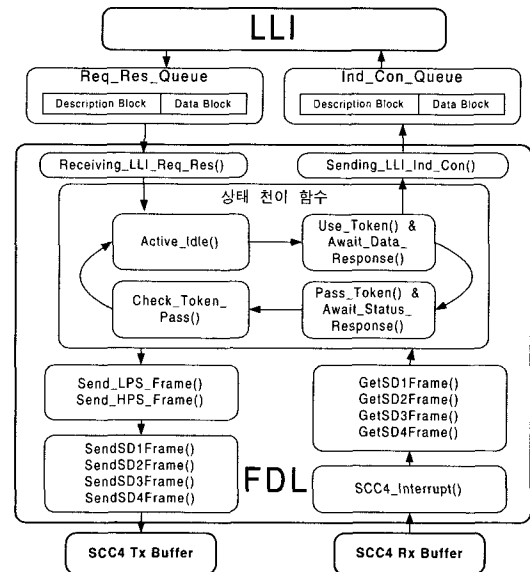 LLI
Req_Res_Queue
Description Block
Data Block
Ind_Con_Queue
Description Block
Data Block
Receiving_LLI_Req_Res()
Sending_LLI_Ind_Con()
상태 천이 함수
Active_Idle()
Use_Token() &
Await_Data_
Response()
Check_Token_
Pass()
Pass_Token() &
Await_Status_
Response()
Send_LPS_Frame()
Send_HPS_Frame()
GetSD1Frame()
GetSD2Frame()
GetSD3Frame()
GetSD4Frame()
SendSD1Frame()
SendSD2Frame()
SendSD3Frame()
SendSD4Frame()
FDL
SCC4_Interrupt()
SCC4 Tx Buffer
SCC4 Rx Buffer